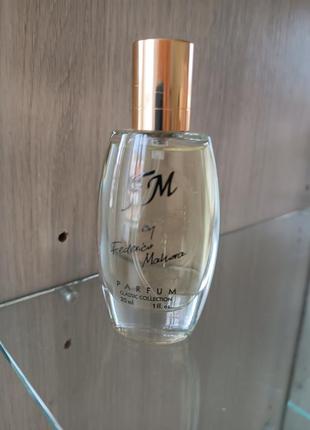 FM
by
Federico Mahora
PARFUM
CLASSIC COLLECTION
30 ml 1 fl. oz